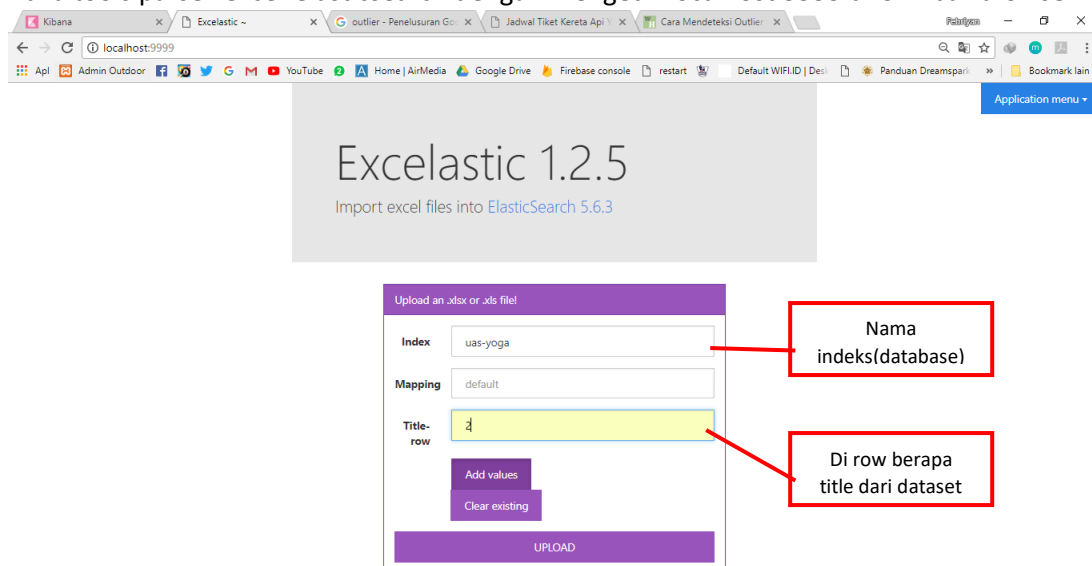 Kibana
Excelastic ~
outlier - Penelusuran Goo
Jadwal Tiket Kereta Api Y
Cara Mendeteksi Outlier
Febriyan
localhost:9999
Apl
Admin Outdoor
YouTube
Home | AirMedia
Google Drive
Firebase console
restart
Default WIFI.ID | Des
Panduan Dreamspark
»
Bookmark lain
Application menu
Excelastic 1.2.5
Import excel files into ElasticSearch 5.6.3
Upload an .xlsx or .xls file!
Index
uas-yoga
Nama
indeks(database)
Mapping
default
Title-
row
2
Di row berapa
title dari dataset
Add values
Clear existing
UPLOAD